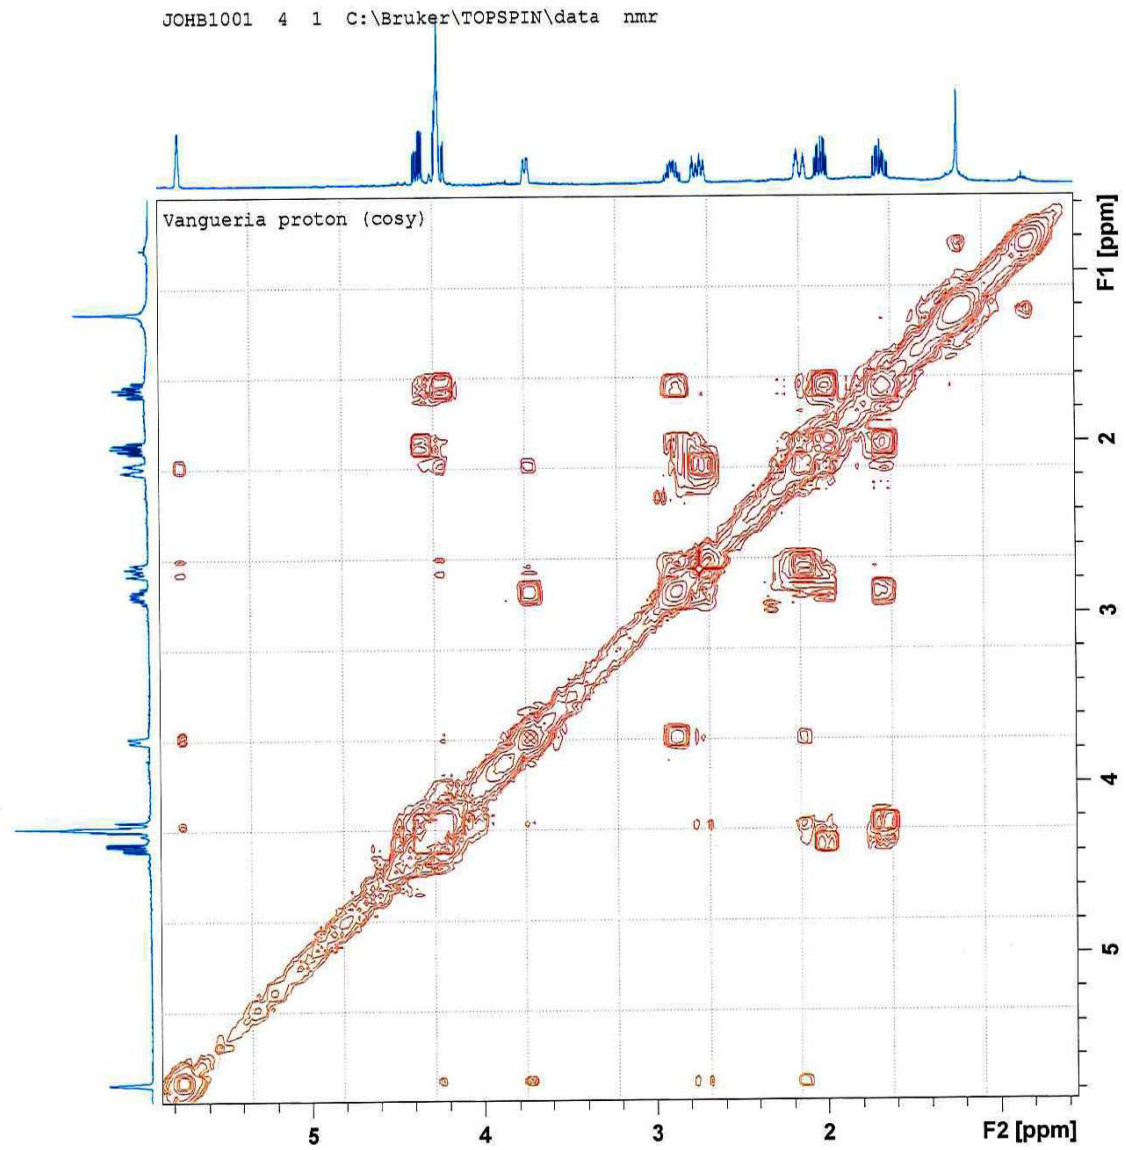 JOHB1001 4 1 C:\Bruker\TOPSPIN\data nmr
Vangueria proton (cosy)
F1 [ppm]
2
3
4
5
5
4
3
2
F2 [ppm]